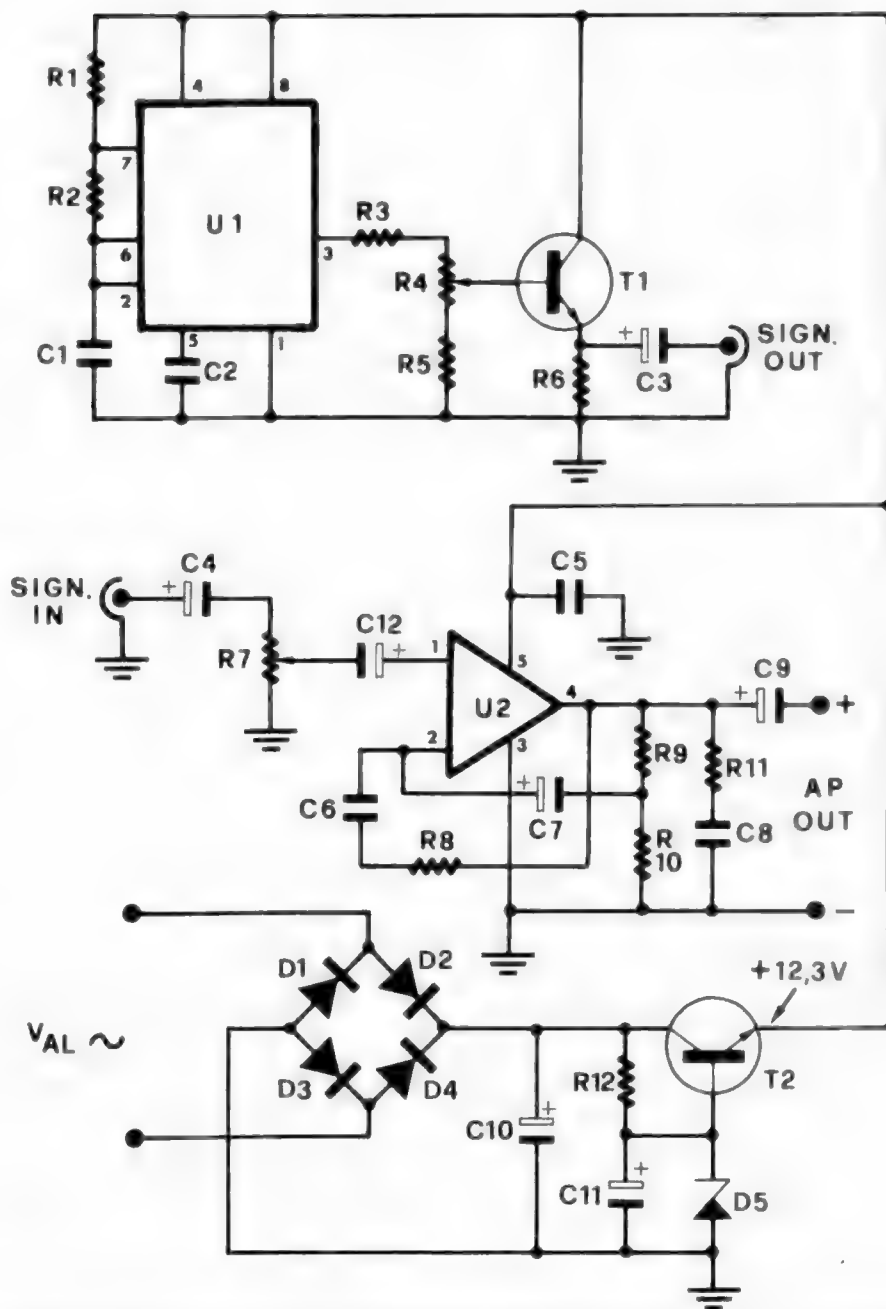 R1
4
8
7
R2
U1
6
3
R3
2
R4
T1
5
1
C1
C2
R5
R6
+
C3
SIGN.
OUT
SIGN.
IN
+
C4
C5
R7
C12
+
1
5
U2
4
2
3
+
C9
+
R9
R11
C6
+
C7
AP
OUT
R8
R
10
C8
–
D1
D2
+12,3V
VAL ~
D3
D4
R12
T2
C10
+
C11
+
D5